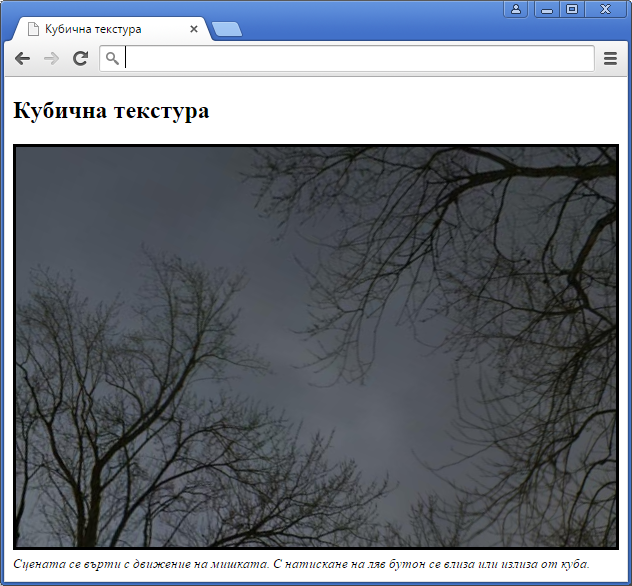 Кубична текстура
Кубична текстура
Сцената се върти с движение на мишката. С натискане на ляв бутон се влиза или излиза от куба.